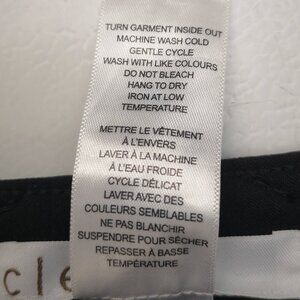 TURN GARMENT INSIDE OUT
MACHINE WASH COLD
GENTLE CYCLE
WASH WITH LIKE COLOURS
DO NOT BLEACH
HANG TO DRY
IRON AT LOW
TEMPERATURE
METTRE LE VÊTEMENT
À L'ENVERS
LAVER À LA MACHINE
À L'EAU FROIDE
CYCLE DÉLICAT
LAVER AVEC DES
COULEURS SEMBLABLES
NE PAS BLANCHIR
SUSPENDRE POUR SÉCHER
REPASSER À BASSE
TEMPÉRATURE
cle